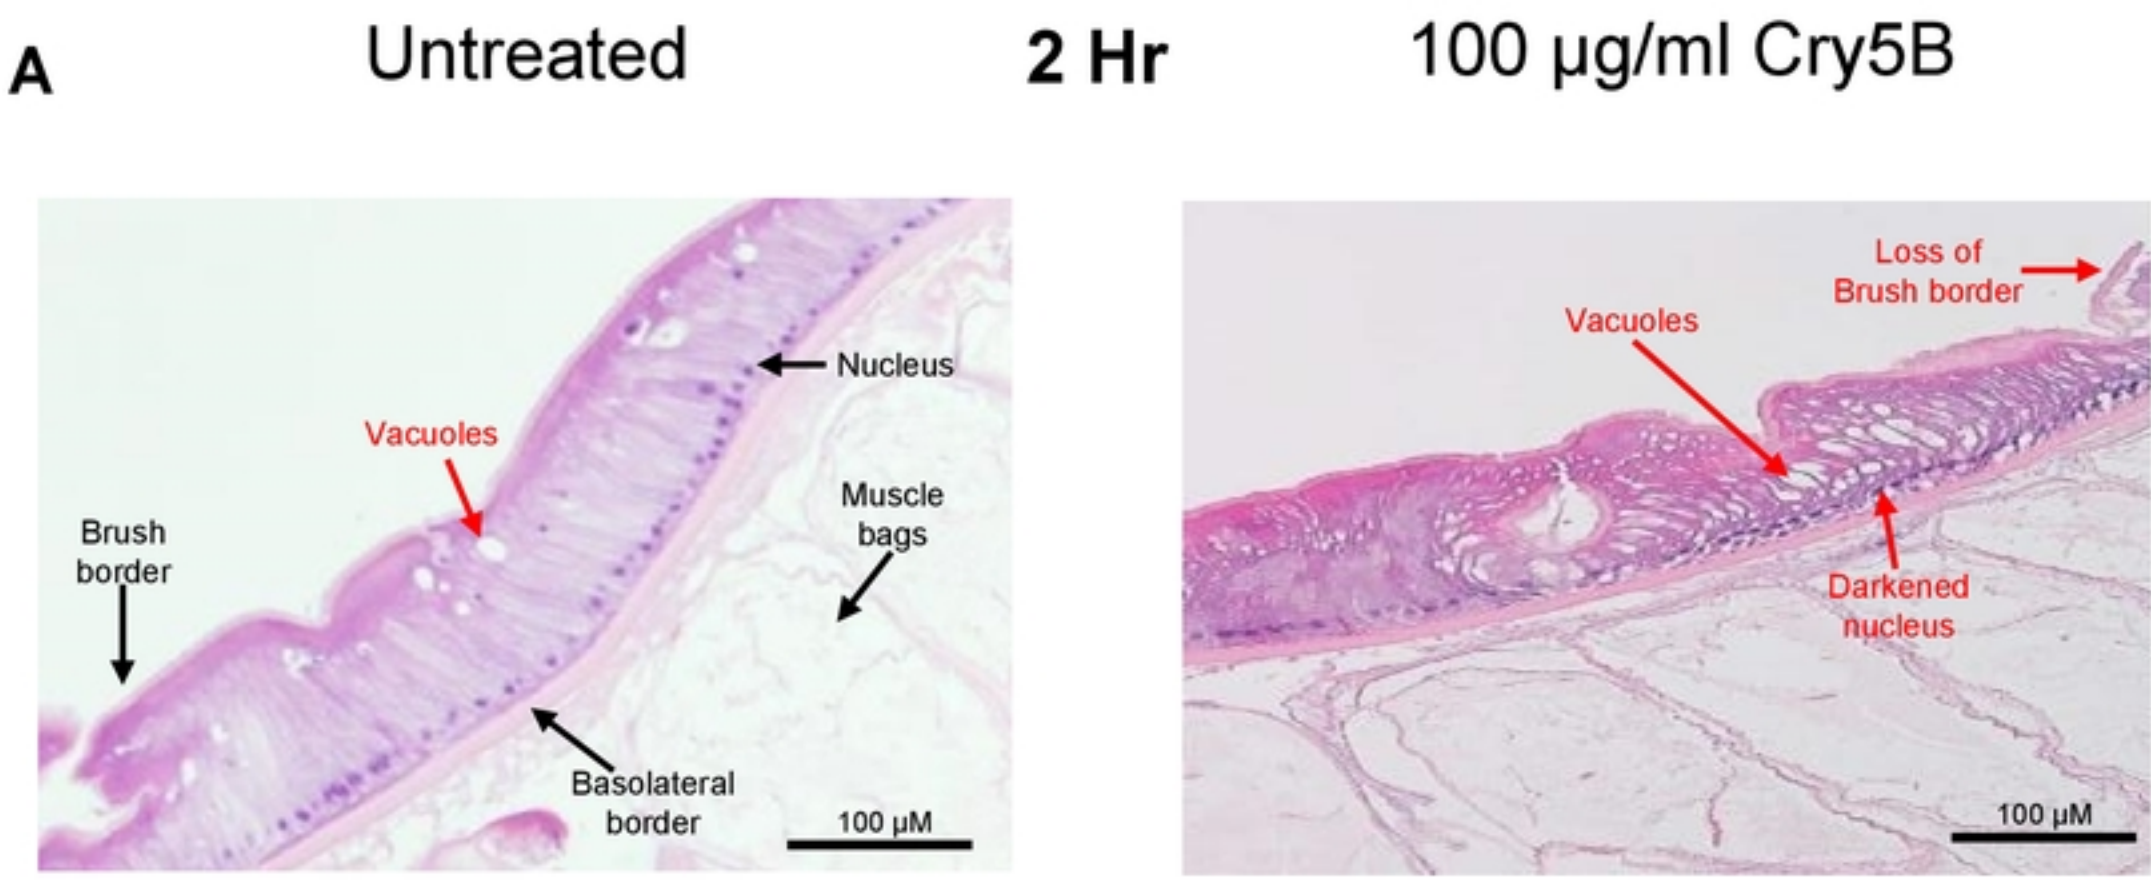 A
Untreated
2 Hr
100 µg/ml Cry5B
Vacuoles
Nucleus
Muscle
bags
Brush
border
Basolateral
border
100 µM
Loss of
Brush border
Vacuoles
Darkened
nucleus
100 µM